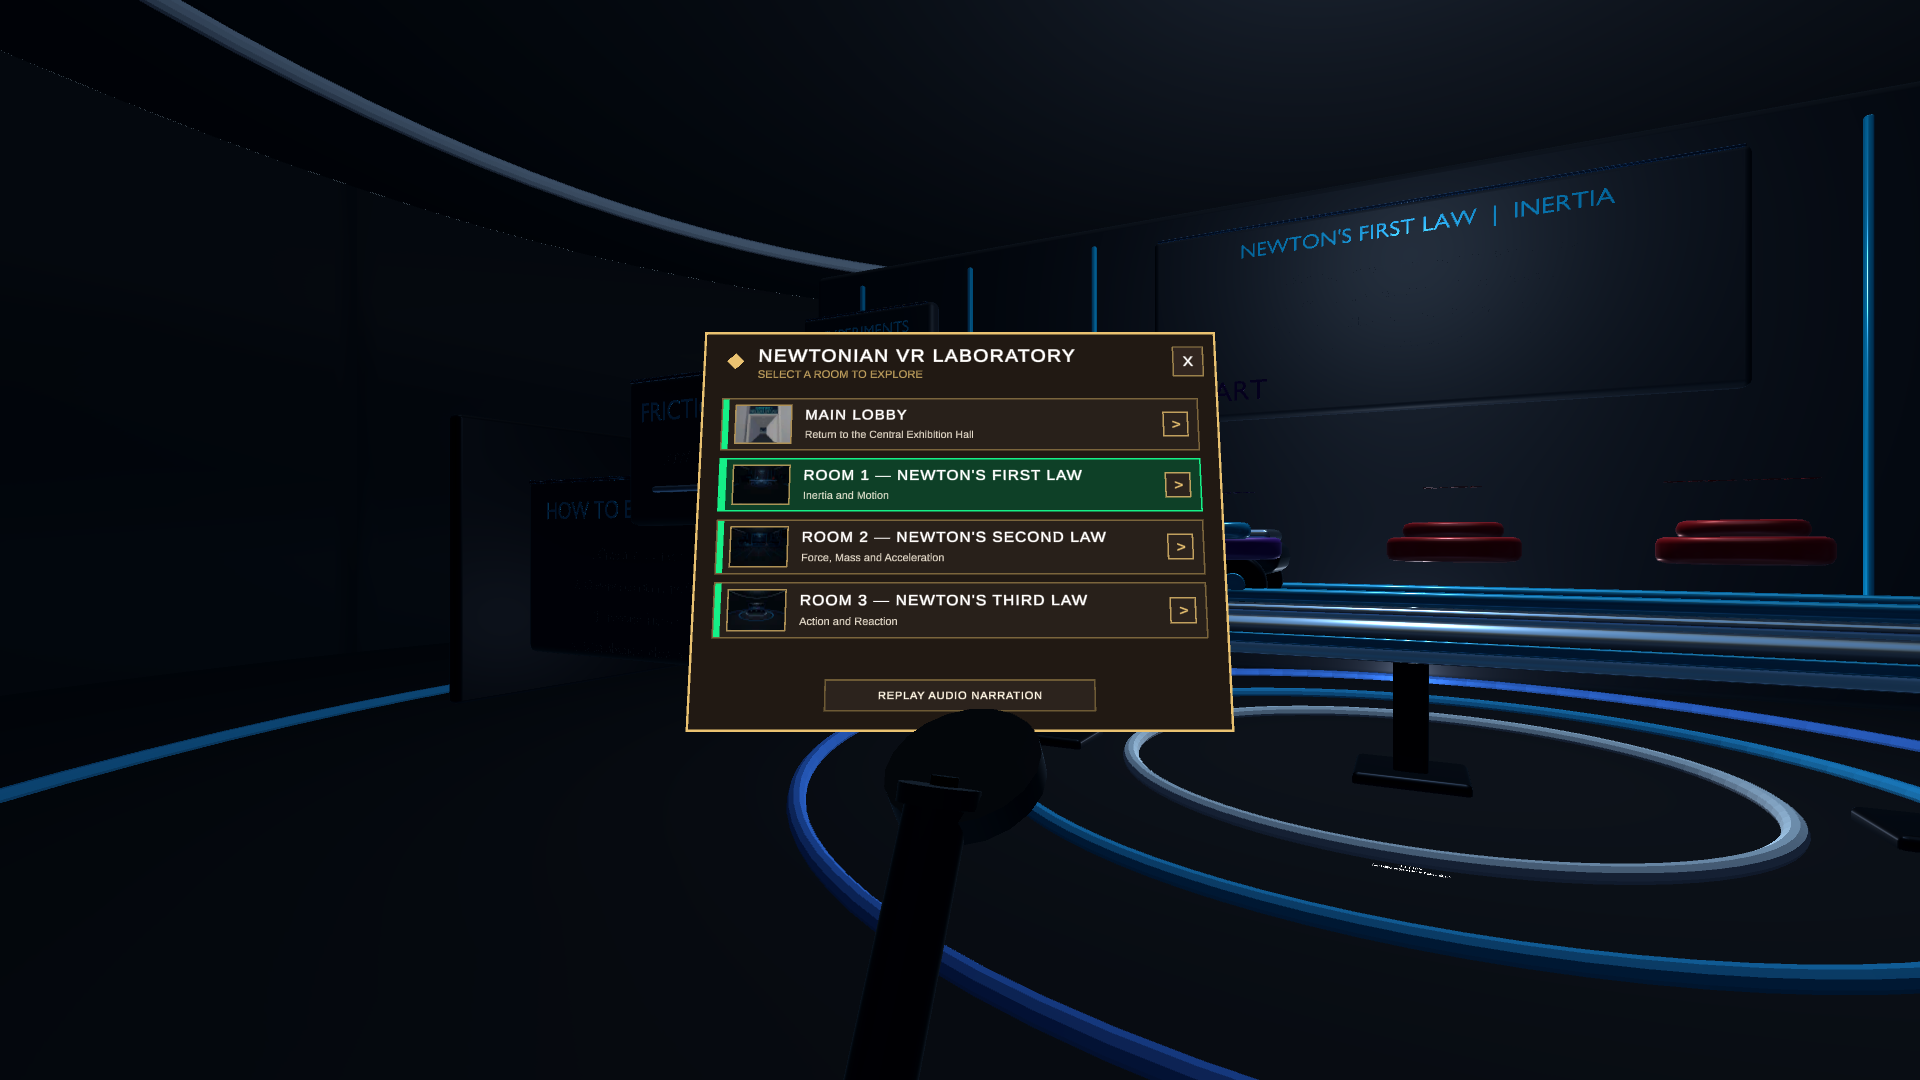 NEWTON'S FIRST LAW | INERTIA
NEWTONIAN VR LABORATORY
SELECT A ROOM TO EXPLORE
X
MAIN LOBBY
Return to the Central Exhibition Hall
>
ROOM 1 — NEWTON'S FIRST LAW
Inertia and Motion
>
ROOM 2 — NEWTON'S SECOND LAW
Force, Mass and Acceleration
>
ROOM 3 — NEWTON'S THIRD LAW
Action and Reaction
>
REPLAY AUDIO NARRATION
HOW TO